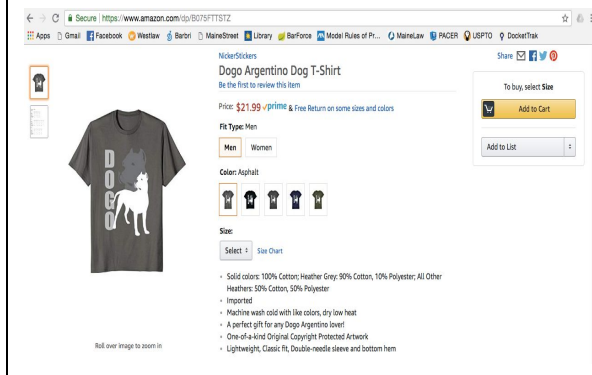 Secure https://www.amazon.com/dp/B075FTTSTZ
Apps Gmail Facebook Westlaw Barbri MaineStreet Library BarForce Model Rules of Pr... MaineLaw PACER USPTO DocketTrak
NickerStickers
Dogo Argentino Dog T-Shirt
Be the first to review this item
Price: $21.99 prime & Free Return on some sizes and colors
Fit Type: Men
Men Women
Color: Asphalt
Size:
Select Size Chart
Solid colors: 100% Cotton; Heather Grey: 90% Cotton, 10% Polyester; All Other
Heathers: 50% Cotton, 50% Polyester
Imported
Machine wash cold with like colors, dry low heat
A perfect gift for any Dogo Argentino lover!
One-of-a-kind Original Copyright Protected Artwork
Lightweight, Classic fit, Double-needle sleeve and bottom hem
DOGO
Roll over image to zoom in
Share
To buy, select Size
Add to Cart
Add to List